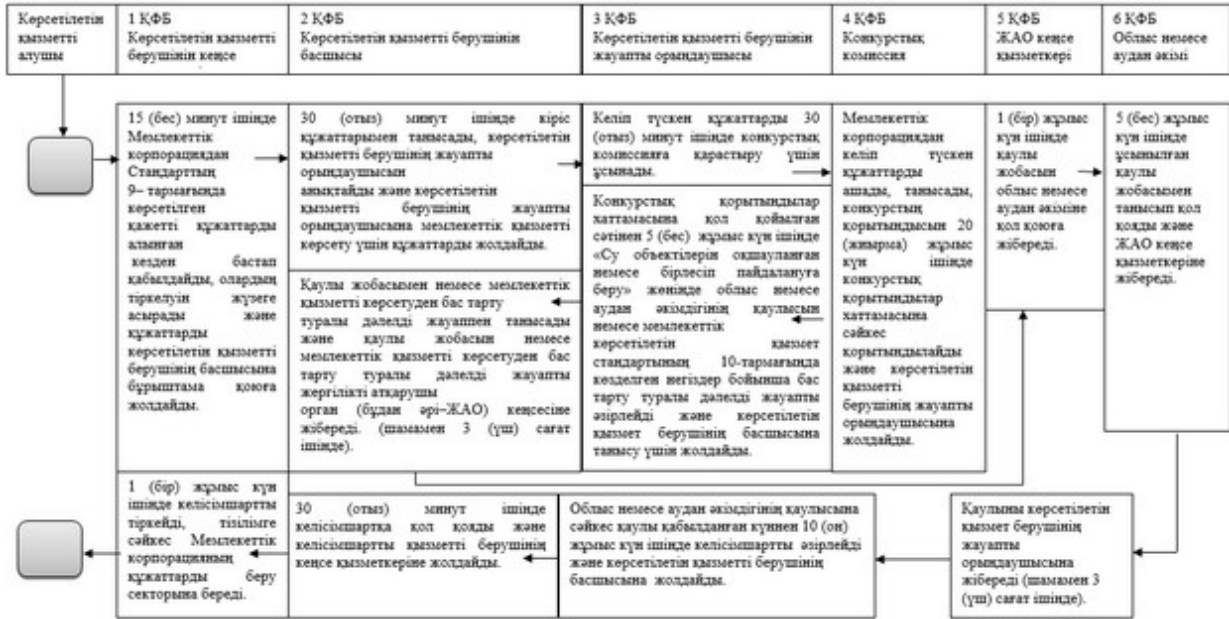 Көрсетілетін
қызметті
алушы
1 ҚФБ
Көрсетілетін қызметті
берушінін кеңсе
2 ҚФБ
Көрсетілетін қызметті берушінін
басшысы
3 ҚФБ
Көрсетілетін қызметті берушінін
жауапты орындаушысы
4 ҚФБ
Конкурстық
комиссия
5 ҚФБ
ЖАО кеңсе
қызметкері
6 ҚФБ
Облыс немесе
аудан әкімі
15 (бес) минут ішінде
Мемлекеттік
корпорациядан
Стандарттың
9– тармағында
көрсетілген
қажетті құжаттарды
алынған
кезден бастап
қабылдайды, олардың
тіркелуін жүзеге
асырады және
құжаттарды
көрсетілетін қызметті
берушінің басшысына
бұрыштама қоюға
жолдайды.
30 (отыз) минут ішінде кіріс
құжаттарымен танысады, көрсетілетін
қызметті берушінің жауапты
орындаушысын
анықтайды және көрсетілетін
қызметті берушінің жауапты
орындаушысына мемлекеттік қызметті
көрсету үшін құжаттарды жолдайды.
Қаулы жобасымен немесе мемлекеттік
қызметті көрсетуден бас тарту
туралы дәлелді жауаппен танысады
және қаулы жобасын немесе
мемлекеттік қызметті көрсетуден бас
тарту туралы дәлелді жауапты
жергілікті атқарушы
орган (бұдан әрі–ЖАО) кеңсесіне
жібереді. (шамамен 3 (үш) сағат
ішінде).
Келіп түскен құжаттарды 30
(отыз) минут ішінде конкурстық
комиссияға қарастыру үшін
ұсынады.
Конкурстық қорытындылар
хаттамасына қол қойылған
сәтінен 5 (бес) жұмыс күн ішінде
«Су объектілерін оқшауланған
немесе бірлесіп пайдалануға
беру» жөнінде облыс немесе
аудан әкімдігінің қаулысын
немесе мемлекеттік
көрсетілетін қызмет
стандартының 10-тармағында
көзделген негіздер бойынша бас
тарту туралы дәлелді жауапты
әзірлейді және көрсетілетін
қызмет берушінің басшысына
танысу үшін жолдайды.
Мемлекеттік
корпорациядан
келіп түскен
құжаттарды
ашады, танысады,
конкурстың
қорытындысын 20
(жиырма) жұмыс
күн ішінде
конкурстық
қорытындылар
хаттамасына
сәйкес
қорытындылайды
және көрсетілетін
қызметті
берушінің жауапты
орындаушысына
жолдайды.
1 (бір) жұмыс
күн ішінде
қаулы
жобасын
облыс немесе
аудан әкіміне
қол қоюға
жібереді.
5 (бес) жұмыс
күн ішінде
ұсынылған
қаулы
жобасымен
танысып қол
қояды және
ЖАО кеңсе
қызметкеріне
жібереді.
1 (бір) жұмыс күн
ішінде келісімшартты
тіркейді, тізілімге
сәйкес Мемлекеттік
корпорацияның
құжаттарды беру
секторына береді.
30 (отыз) минут ішінде
келісімшартқа қол қояды және
келісімшартты қызметті берушінің
кеңсе қызметкеріне жолдайды.
Облыс немесе аудан әкімдігінің қаулысына
сәйкес қаулы қабылданған күннен 10 (он)
жұмыс күн ішінде келісімшартты әзірлейді
және көрсетілетін қызметті берушінің
басшысына жолдайды.
Қаулыны көрсетілетін
қызмет берушінің
жауапты
орындаушысына
жібереді (шамамен 3
(үш) сағат ішінде).